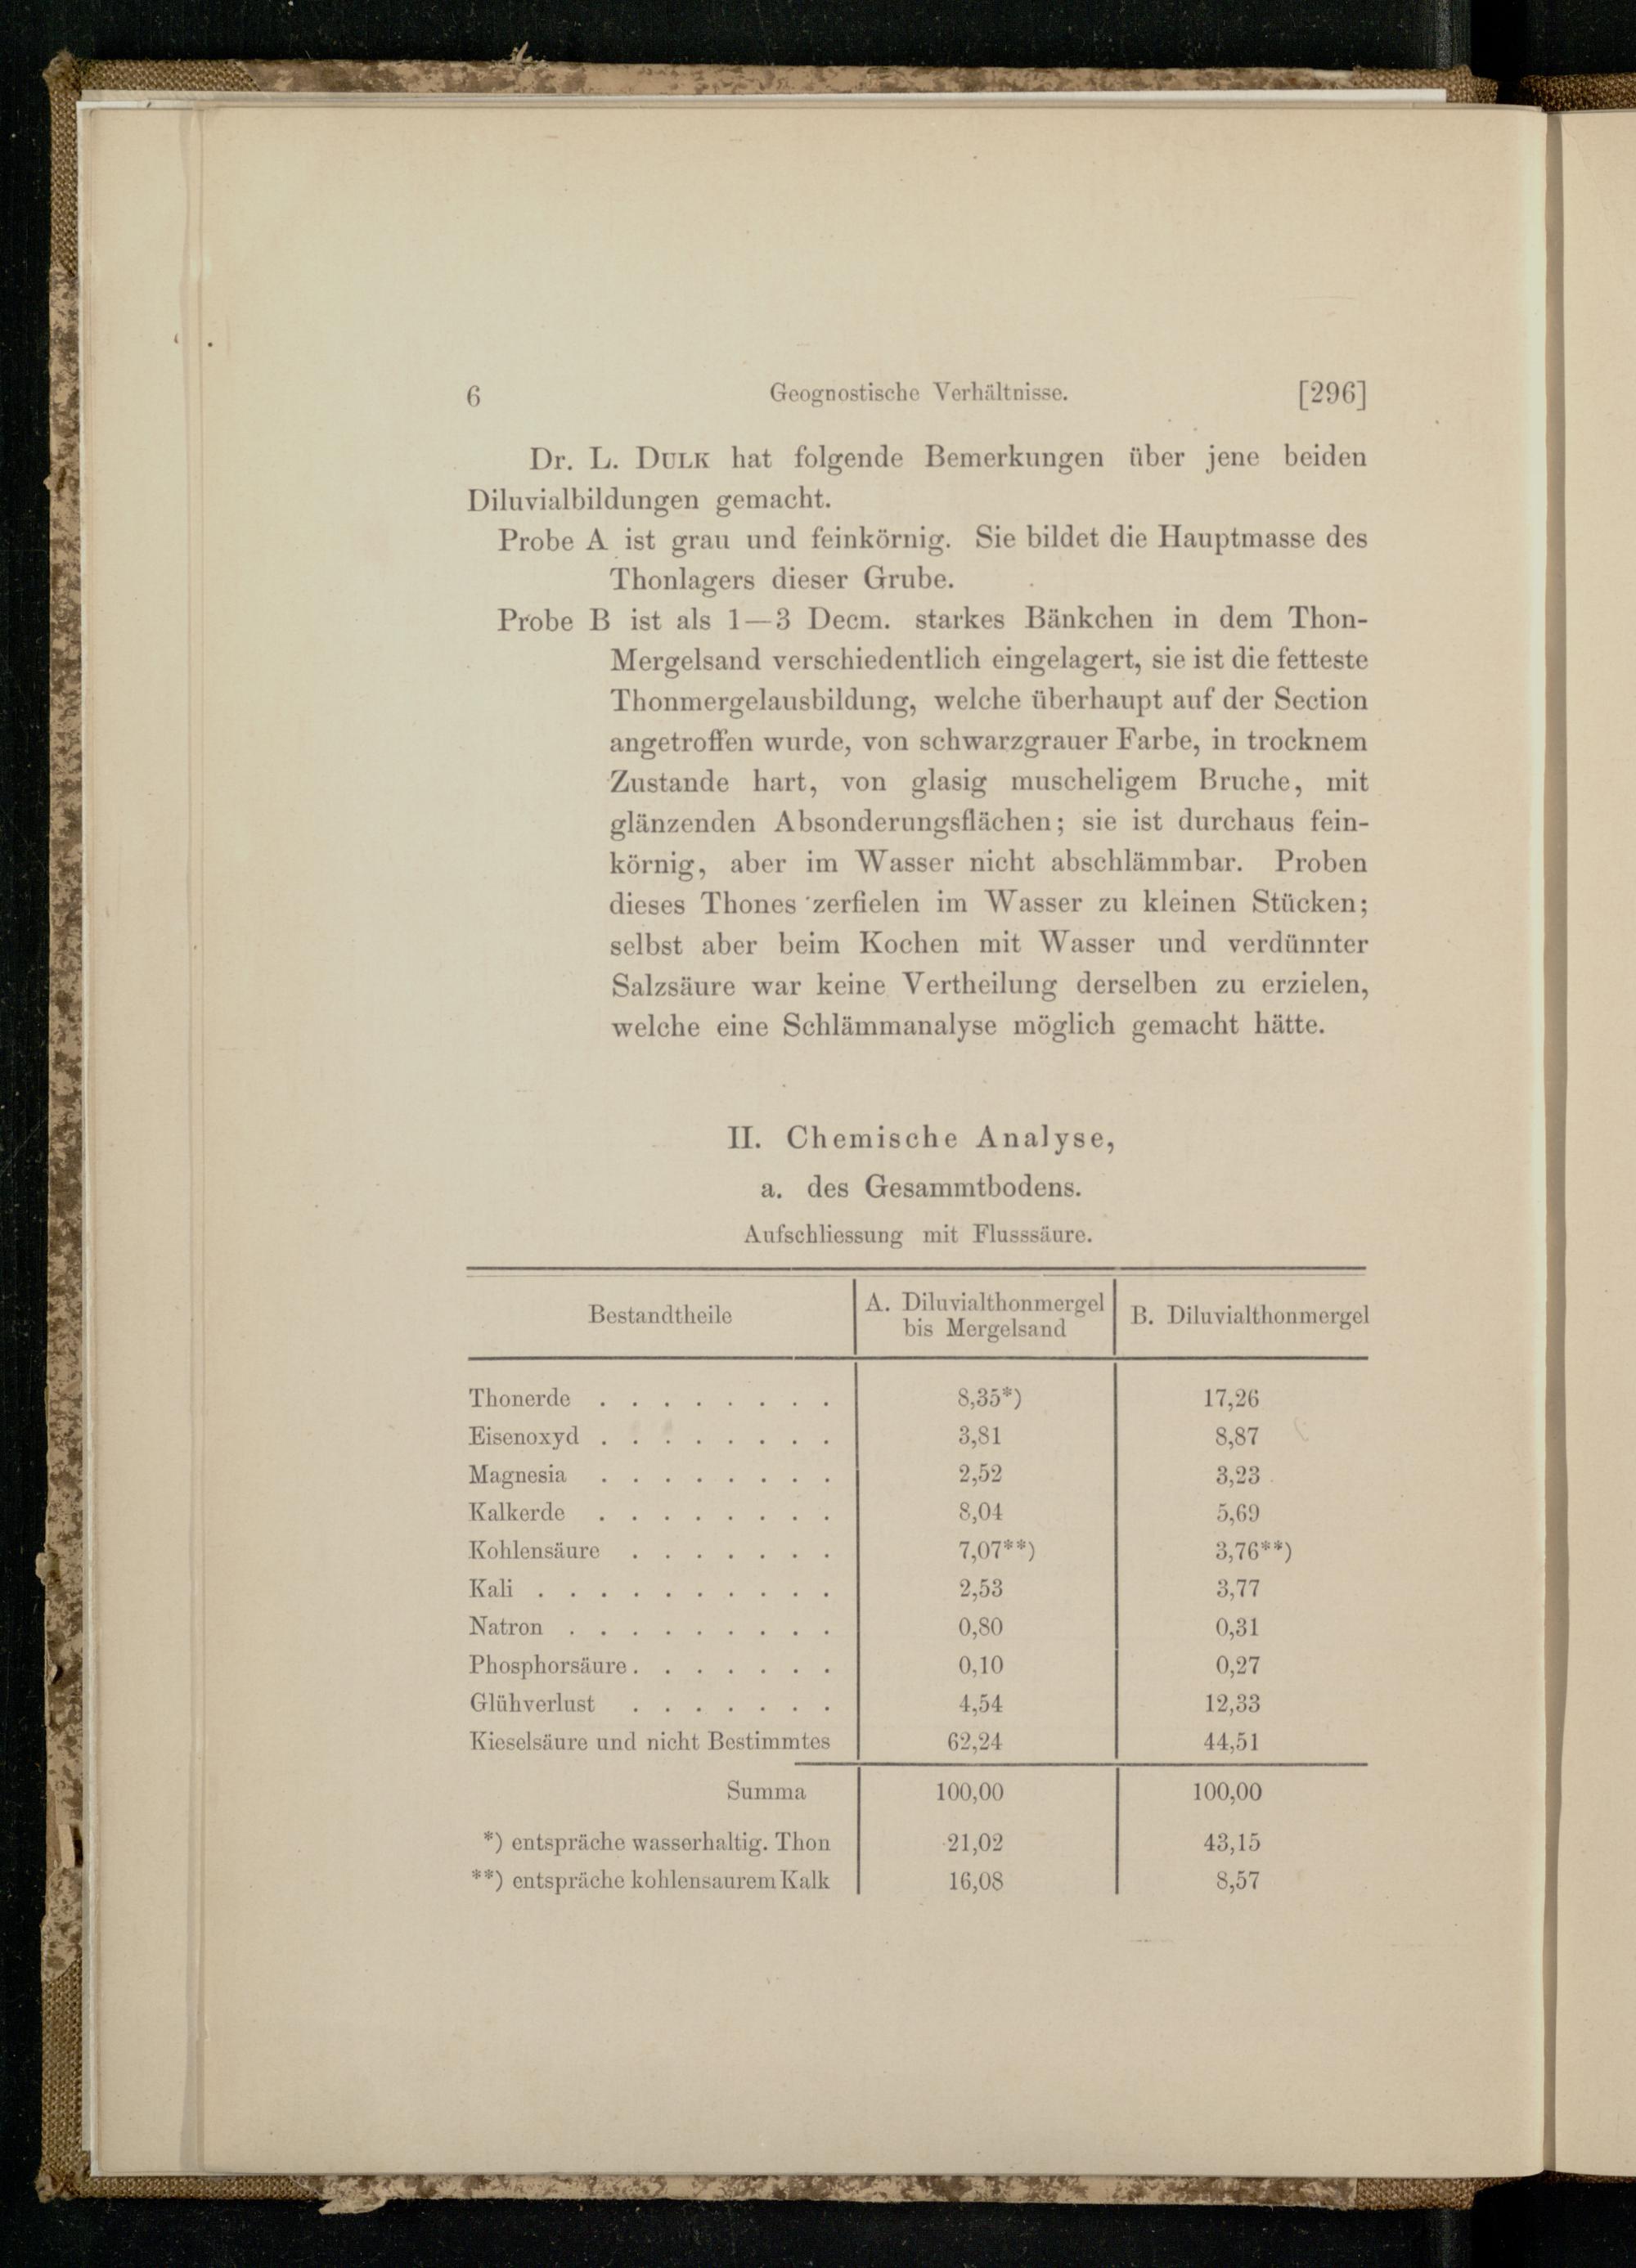 6 Geognostische Verhältnisse. [296]
Dr. L. DULK hat folgende Bemerkungen über jene beiden
Diluvialbildungen gemacht.
Probe A ist grau und feinkörnig. Sie bildet die Hauptmasse des
Thonlagers dieser Grube.
Probe B ist als 1—3 Decm. starkes Bänkchen in dem Thon-
Mergelsand verschiedentlich eingelagert, sie ist die fetteste
Thonmergelausbildung, welche überhaupt auf der Section
angetroffen wurde, von schwarzgrauer Farbe, in trocknem
Zustande hart, von glasig muscheligem Bruche, mit
glänzenden Absonderungsflächen; sie ist durchaus fein-
körnig, aber im Wasser nicht abschlämmbar. Proben
dieses Thones zerfielen im Wasser zu kleinen Stücken;
selbst aber beim Kochen mit Wasser und verdünnter
Salzsäure war keine Vertheilung derselben zu erzielen,
welche eine Schlämmanalyse möglich gemacht hätte.
II. Chemische Analyse,
a. des Gesammtbodens.
Aufschliessung mit Flusssäure.
Bestandtheile A. Diluvialthonmergel bis Mergelsand B. Diluvialthonmergel
Thonerde . . . . . . . . 8,35*) 17,26
Eisenoxyd . . . . . . . . 3,81 8,87
Magnesia . . . . . . . . 2,52 3,23
Kalkerde . . . . . . . . 8,04 5,69
Kohlensäure . . . . . . . 7,07**) 3,76**)
Kali . . . . . . . . . . 2,53 3,77
Natron . . . . . . . . . 0,80 0,31
Phosphorsäure . . . . . . . 0,10 0,27
Glühverlust . . . . . . . 4,54 12,33
Kieselsäure und nicht Bestimmtes 62,24 44,51
Summa 100,00 100,00
*) entspräche wasserhaltig. Thon 21,02 43,15
**) entspräche kohlensaurem Kalk 16,08 8,57